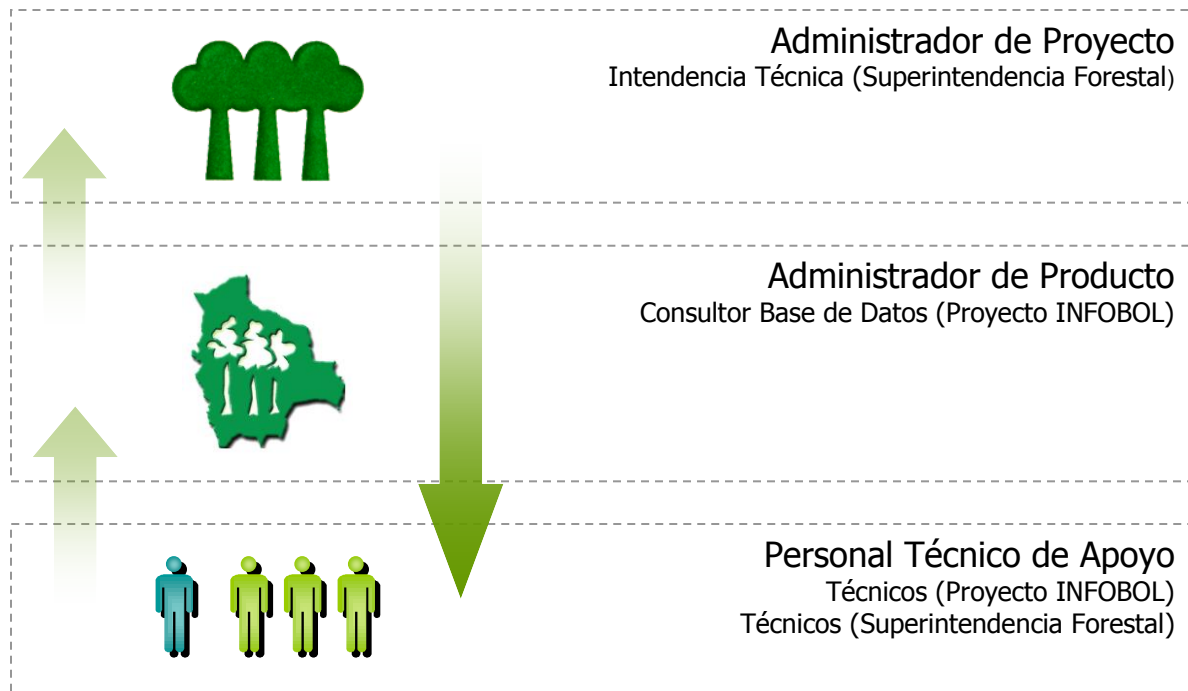 Administrador de Proyecto
Intendencia Técnica (Superintendencia Forestal)
Administrador de Producto
Consultor Base de Datos (Proyecto INFOBOL)
Personal Técnico de Apoyo
Técnicos (Proyecto INFOBOL)
Técnicos (Superintendencia Forestal)